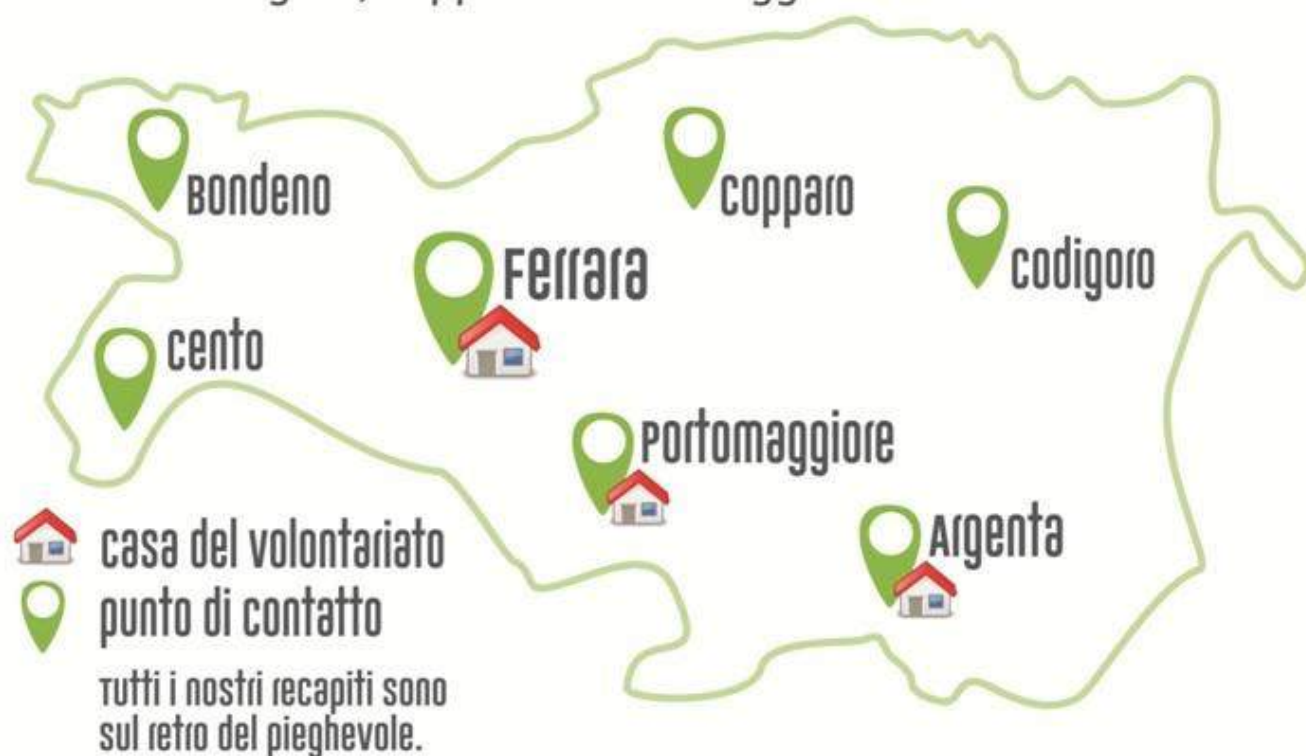 Bondeno
copparo
Ferrara
codigoro
cento
Portomaggiore
Argenta
casa del volontariato
punto di contatto
Tutti i nostri recapiti sono
sul retro del pieghevole.